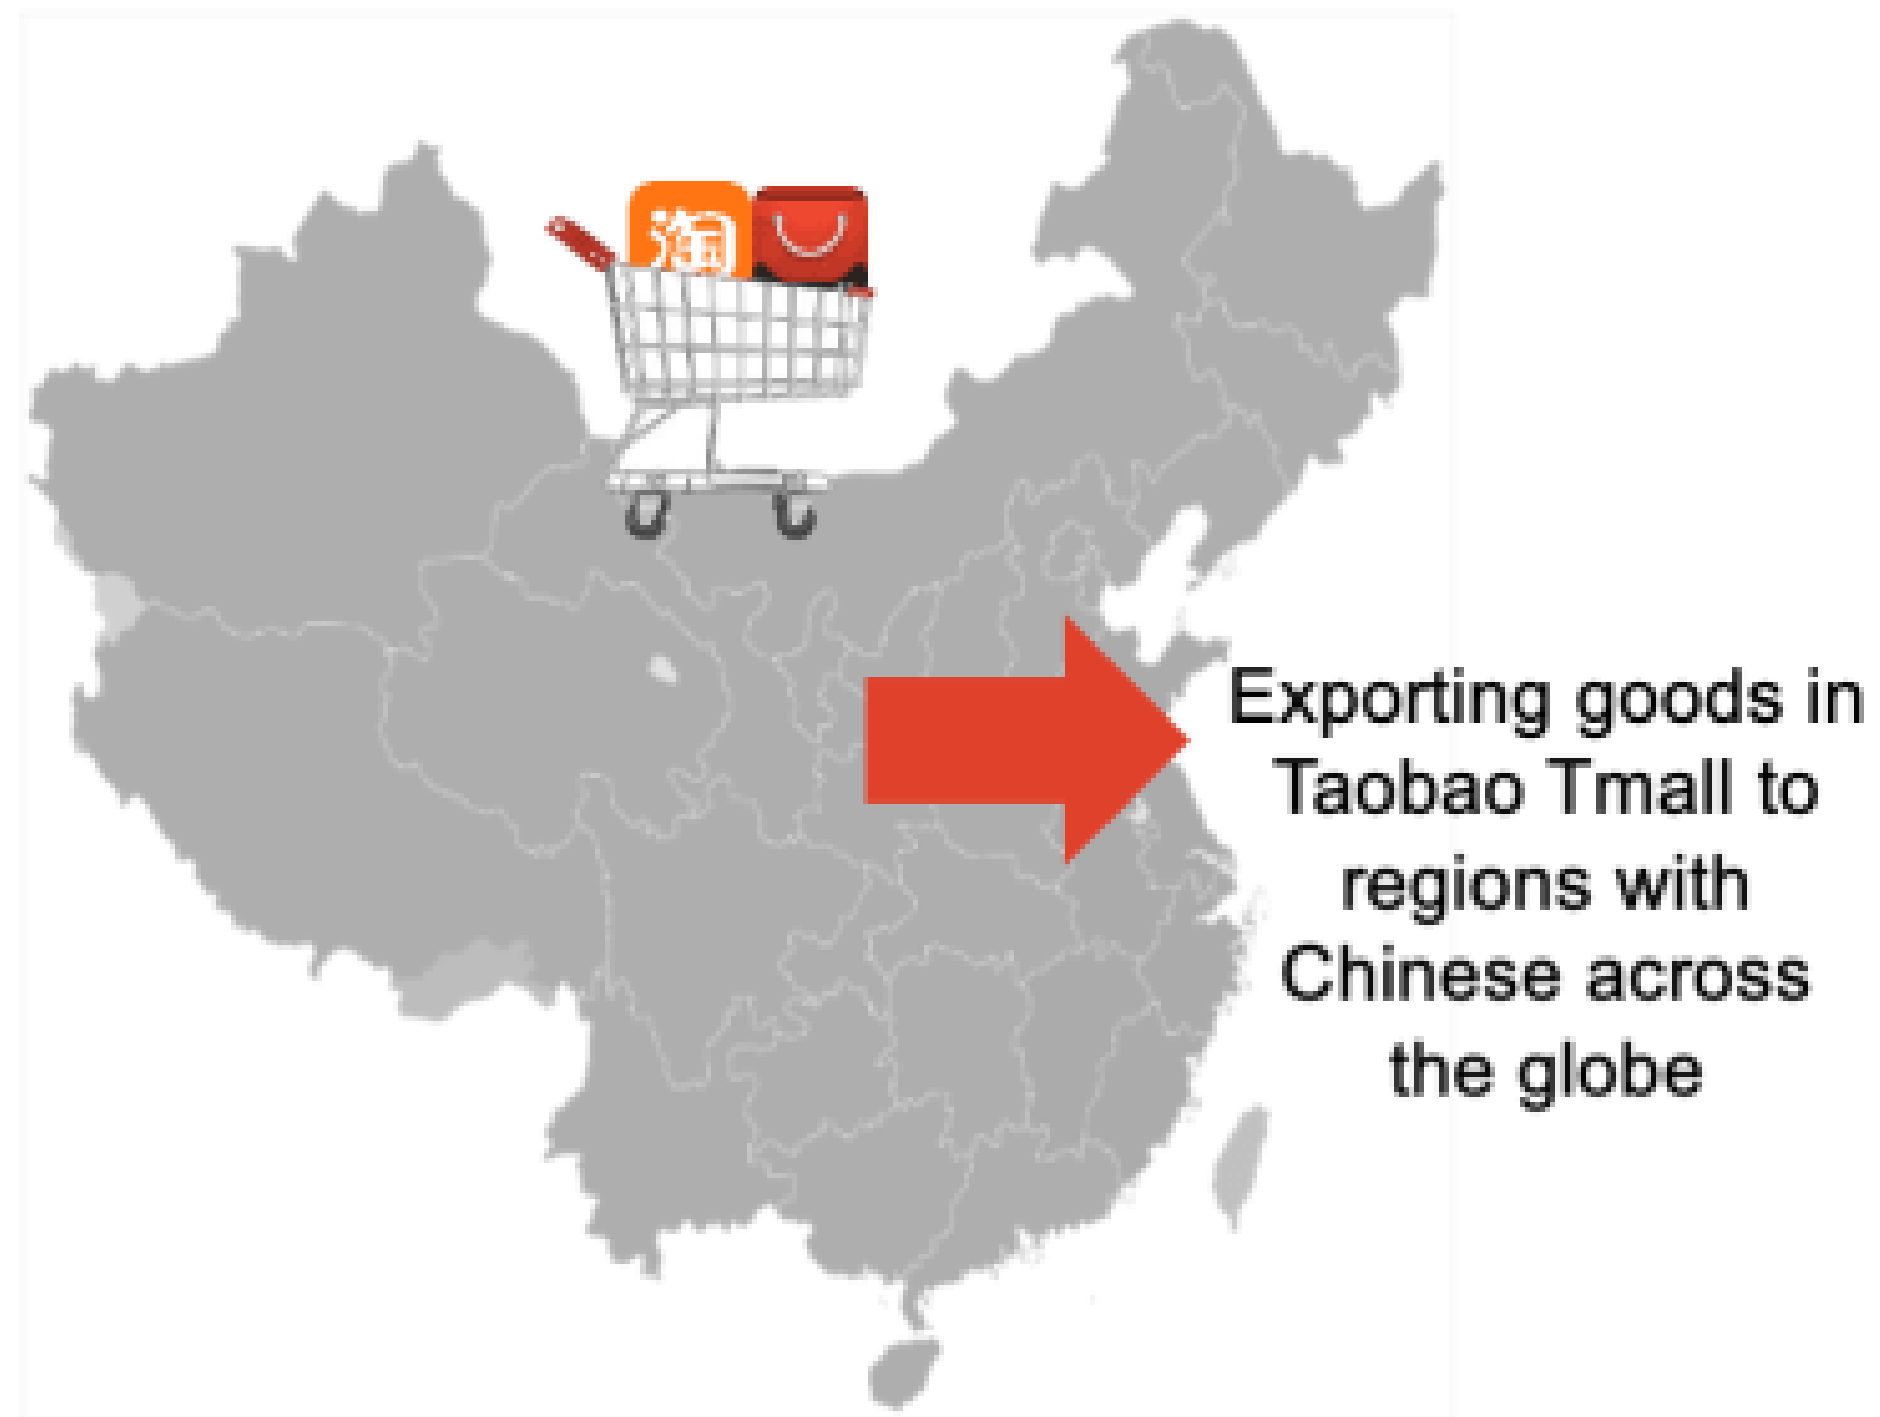 淘
Exporting goods in
Taobao Tmall to
regions with
Chinese across
the globe